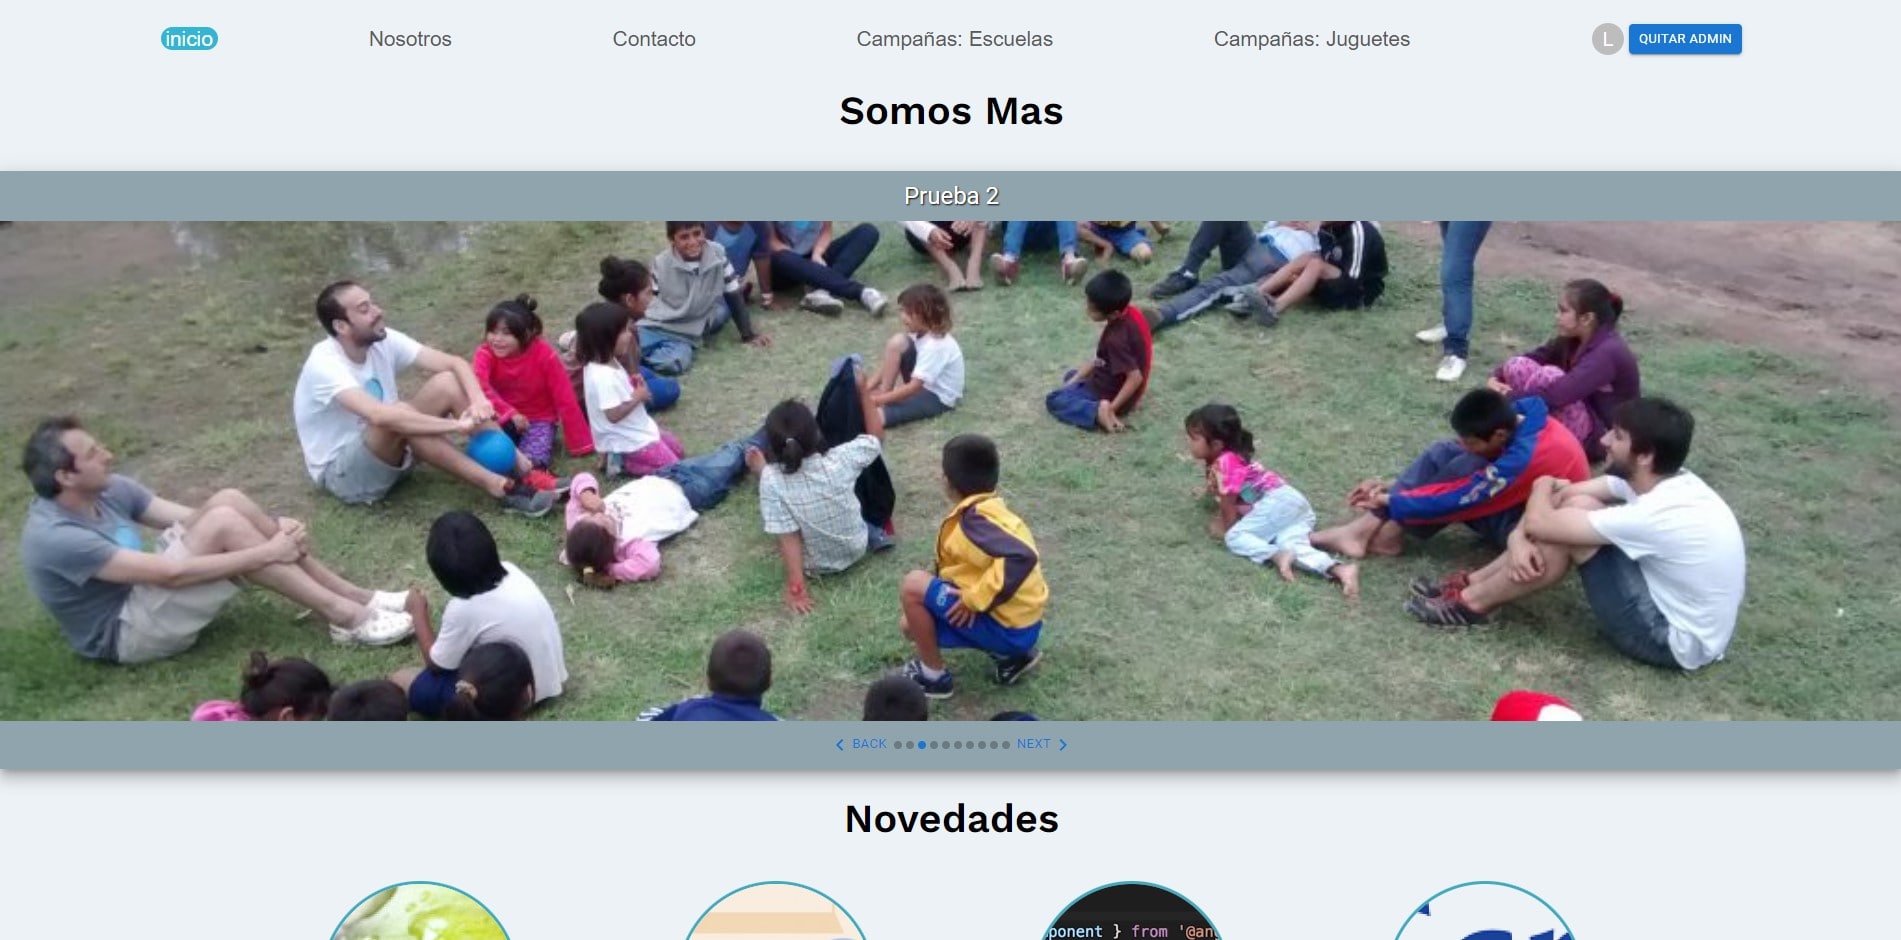 inicio Nosotros Contacto Campañas: Escuelas Campañas: Juguetes L QUITAR ADMIN
Somos Mas
Prueba 2
BACK NEXT
Novedades
ponent } from '@an